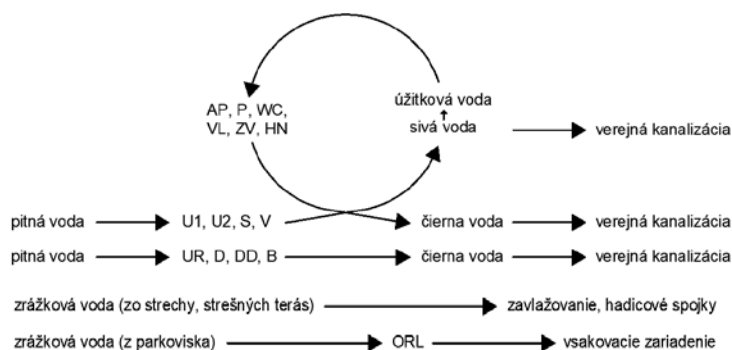 úžitková voda
AP, P, WC,
VL, ZV, HN
sivá voda
verejná kanalizácia
pitná voda
U1, U2, S, V
čierna voda
verejná kanalizácia
pitná voda
UR, D, DD, B
čierna voda
verejná kanalizácia
zrážková voda (zo strechy, strešných terás)
zavlažovanie, hadicové spojky
zrážková voda (z parkoviska)
ORL
vsakovacie zariadenie